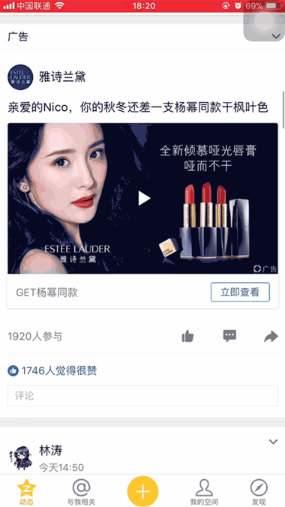 中国联通
18:20
69%
广告
ESTĒE LAUDER
雅诗兰黛
亲爱的Nico，你的秋冬还差一支杨幂同款干枫叶色
全新倾慕哑光唇膏
哑而不干
ESTĒE LAUDER
雅诗兰黛
广告
GET杨幂同款
立即查看
1920人参与
1746人觉得很赞
评论
林涛
今天14:50
动态
与我相关
我的空间
发现